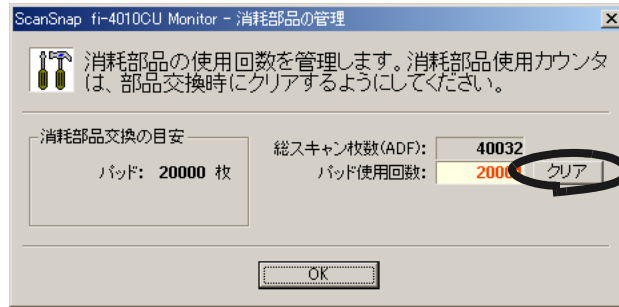 ScanSnap fi-4010CU Monitor - 消耗部品の管理
消耗部品の使用回数を管理します。消耗部品使用カウンタ
は、部品交換時にクリアするようにしてください。
消耗部品交換の目安
パッド: 20000 枚
総スキャン枚数(ADF): 40032
パッド使用回数:
クリア
OK